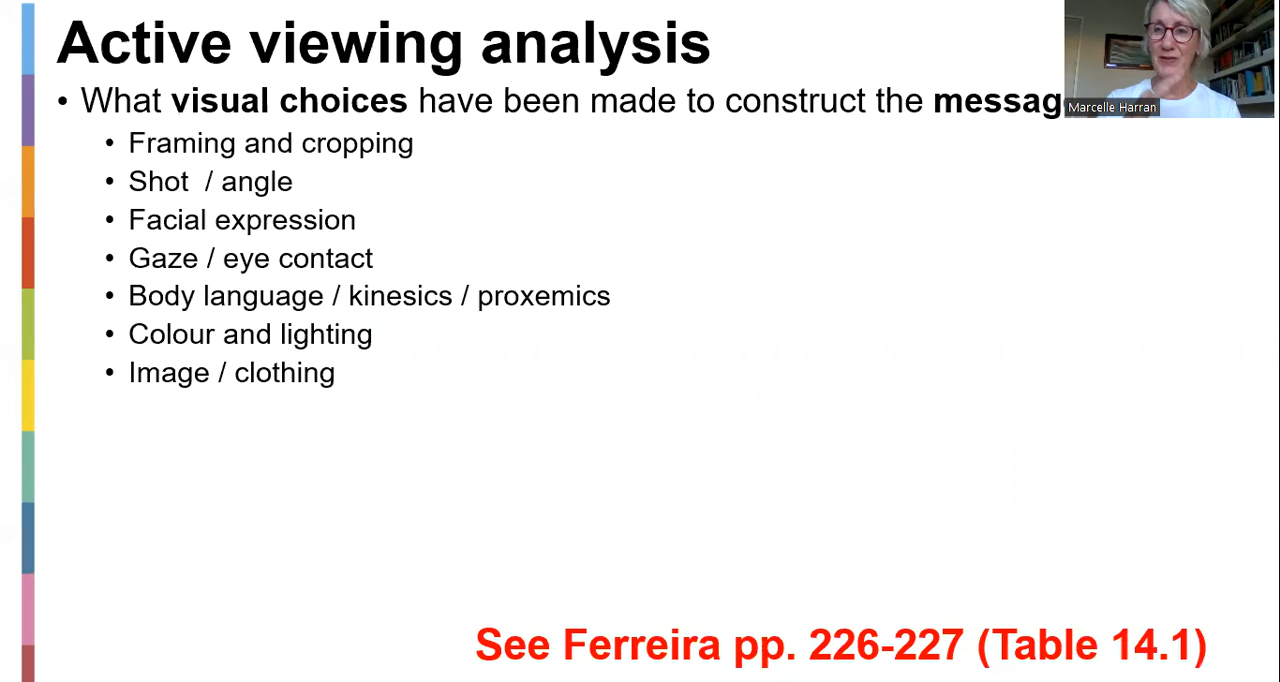 Active viewing analysis
• What visual choices have been made to construct the messag
Marcelle Harran
• Framing and cropping
• Shot / angle
• Facial expression
• Gaze / eye contact
• Body language / kinesics / proxemics
• Colour and lighting
• Image / clothing
See Ferreira pp. 226-227 (Table 14.1)